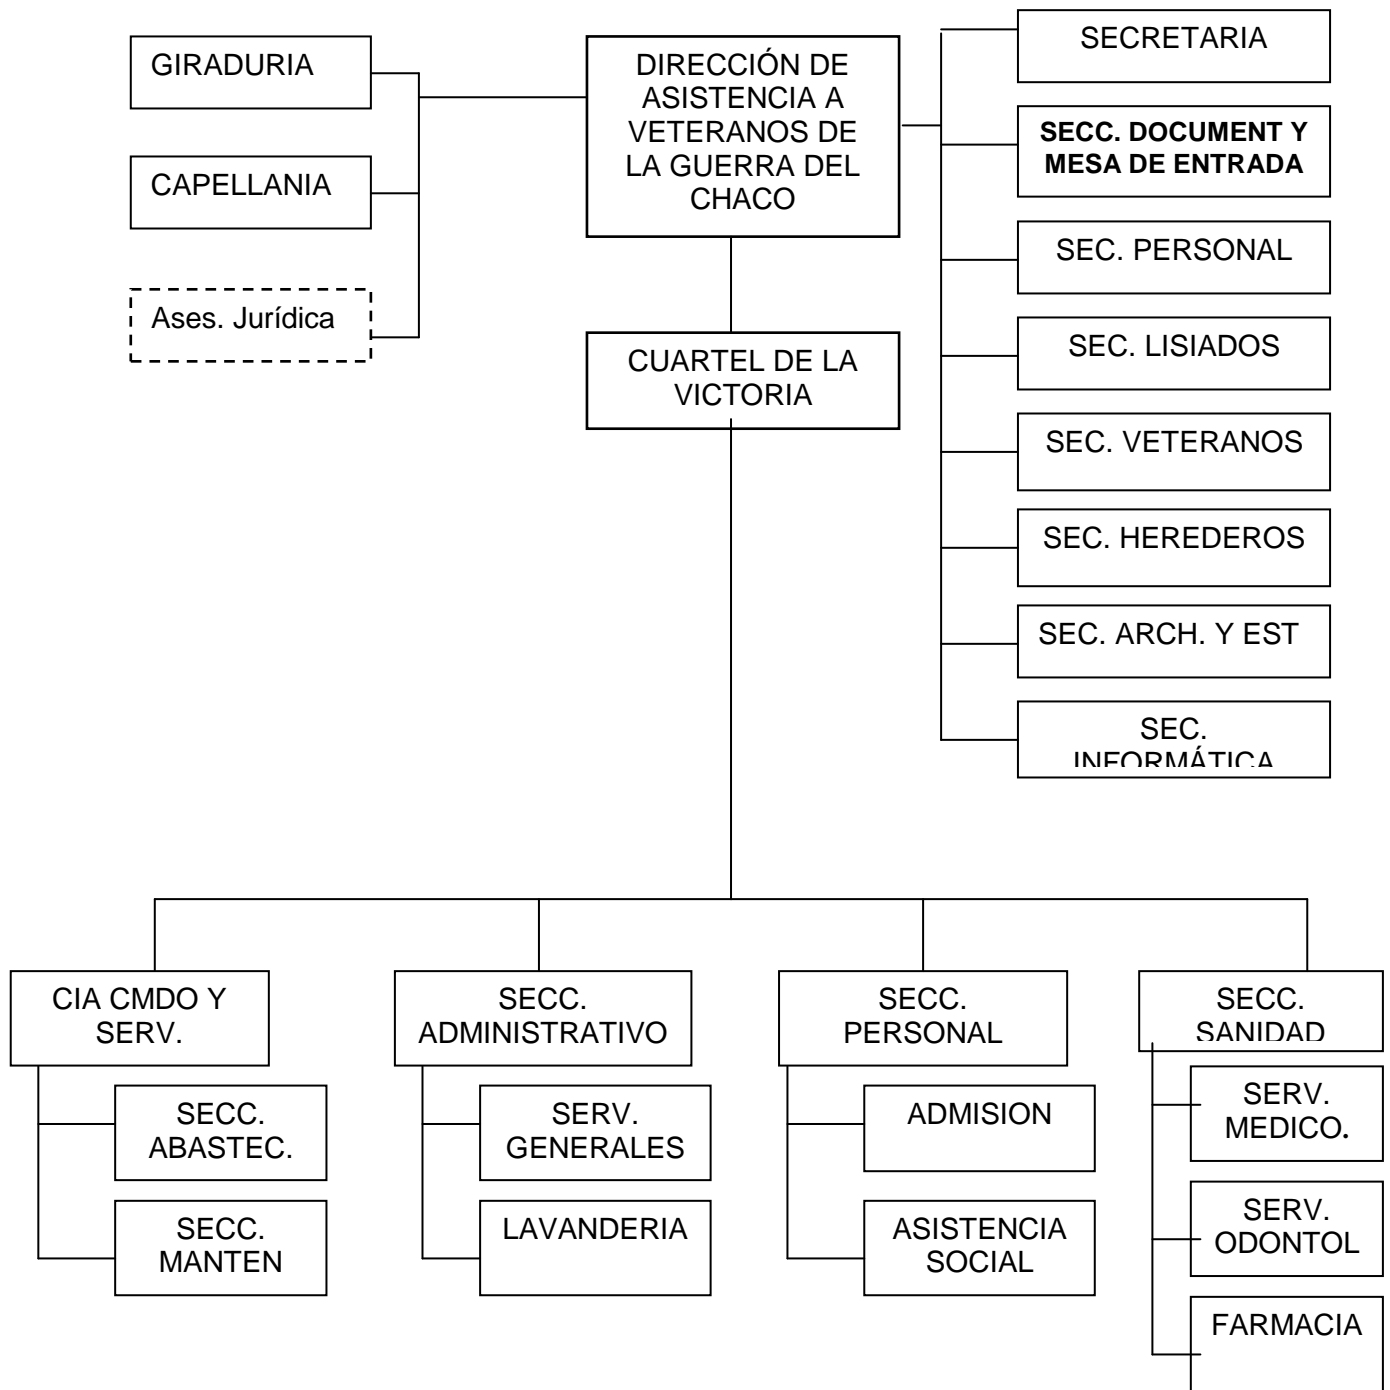 GIRADURIA
CAPELLANIA
Ases. Jurídica
DIRECCIÓN DE
ASISTENCIA A
VETERANOS DE
LA GUERRA DEL
CHACO
CUARTEL DE LA
VICTORIA
SECRETARIA
SECC. DOCUMENT Y
MESA DE ENTRADA
SEC. PERSONAL
SEC. LISIADOS
SEC. VETERANOS
SEC. HEREDEROS
SEC. ARCH. Y EST
SEC.
INFORMÁTICA
CIA CMDO Y
SERV.
SECC.
ABASTEC.
SECC.
MANTEN
SECC.
ADMINISTRATIVO
SERV.
GENERALES
LAVANDERIA
SECC.
PERSONAL
ADMISION
ASISTENCIA
SOCIAL
SECC.
SANIDAD
SERV.
MEDICO.
SERV.
ODONTOL
FARMACIA